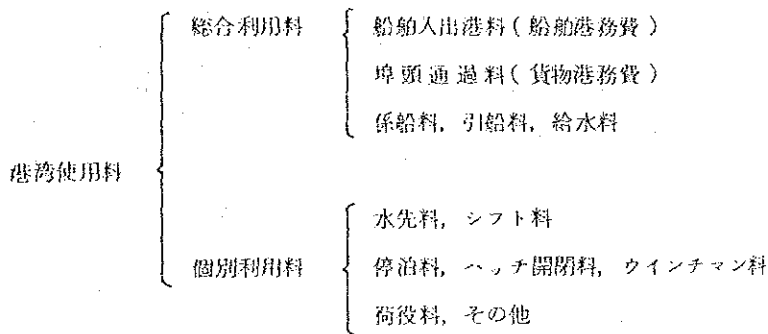 総合利用料
船舶入出港料(船舶港務費)
埠頭通過料(貨物港務費)
係船料，引船料，給水料
港湾使用料
水先料，シフト料
個別利用料
停泊料，ハッチ開閉料，ウインチマン料
荷役料，その他